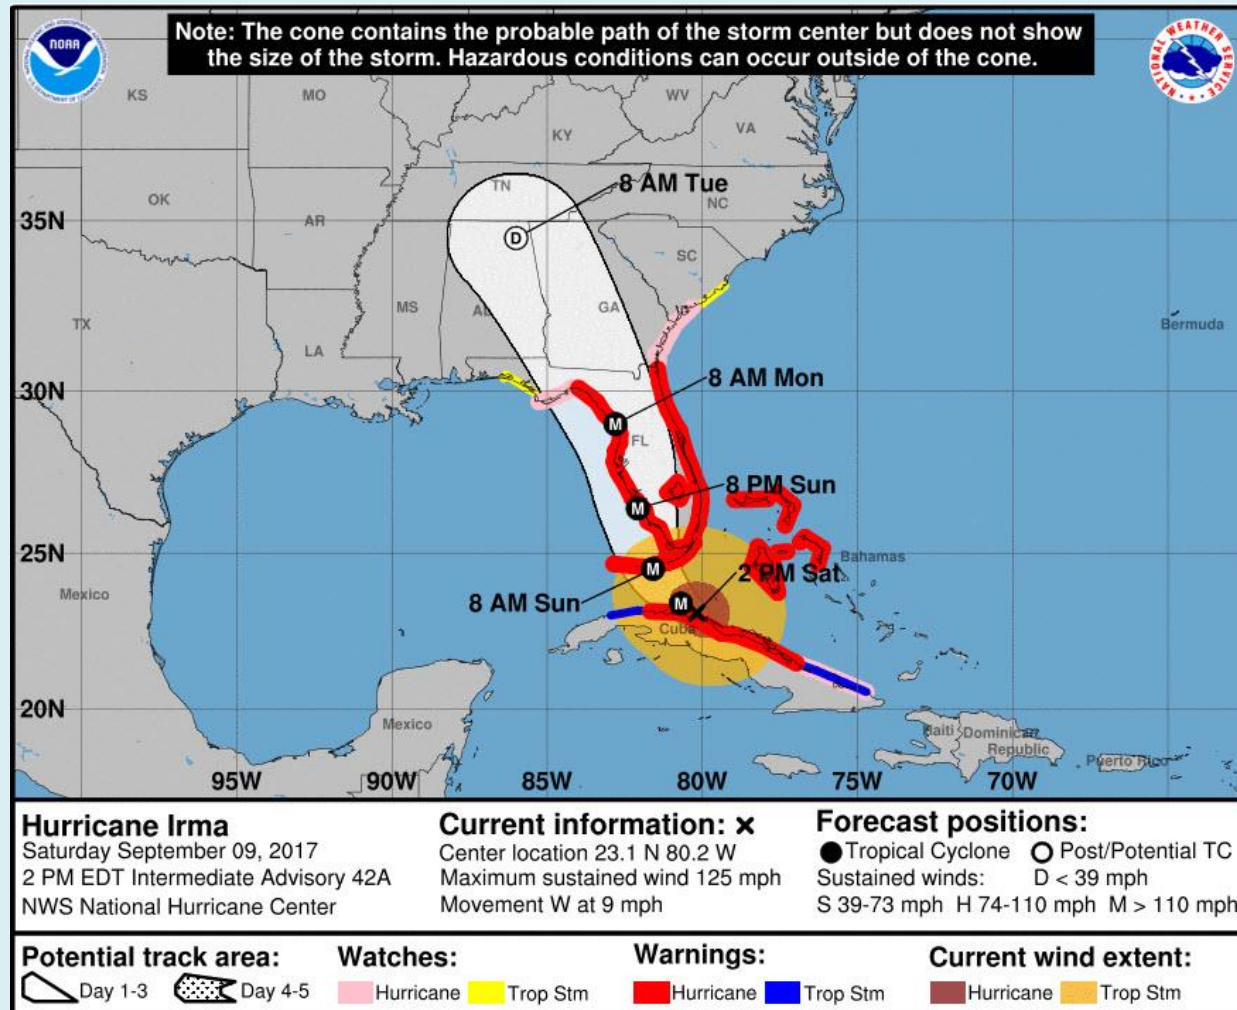 Note: The cone contains the probable path of the storm center but does not show
the size of the storm. Hazardous conditions can occur outside of the cone.
NOAA
NATIONAL WEATHER SERVICE
KS
MO
WV
DE
KY
VA
8 AM Tue
TN
OK
NC
35N
AR
D
SC
MS
AL
GA
TX
Bermuda
LA
30N
8 AM Mon
M
FL
8 PM Sun
M
25N
Bahamas
M
2 PM Sat
Mexico
8 AM Sun
M
Cuba
20N
Mexico
Haiti
Dominican
Republic
Puerto Rico
95W
90W
85W
80W
75W
70W
Hurricane Irma
Saturday September 09, 2017
2 PM EDT Intermediate Advisory 42A
NWS National Hurricane Center
Current information: x
Center location 23.1 N 80.2 W
Maximum sustained wind 125 mph
Movement W at 9 mph
Forecast positions:
Tropical Cyclone Post/Potential TC
Sustained winds: D < 39 mph
S 39-73 mph H 74-110 mph M > 110 mph
Potential track area:
Day 1-3 Day 4-5
Watches:
Hurricane Trop Stm
Warnings:
Hurricane Trop Stm
Current wind extent:
Hurricane Trop Stm